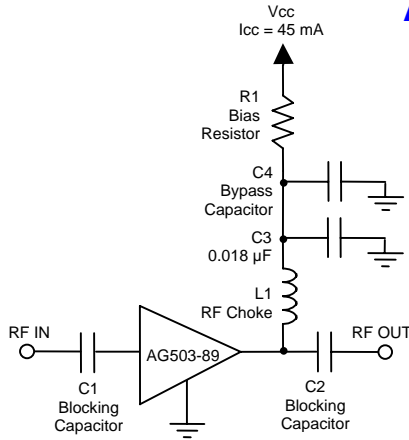 Vcc
Icc = 45 mA
R1
Bias
Resistor
C4
Bypass
Capacitor
C3
0.018 µF
L1
RF Choke
RF IN
AG503-89
RF OUT
C1
Blocking
Capacitor
C2
Blocking
Capacitor